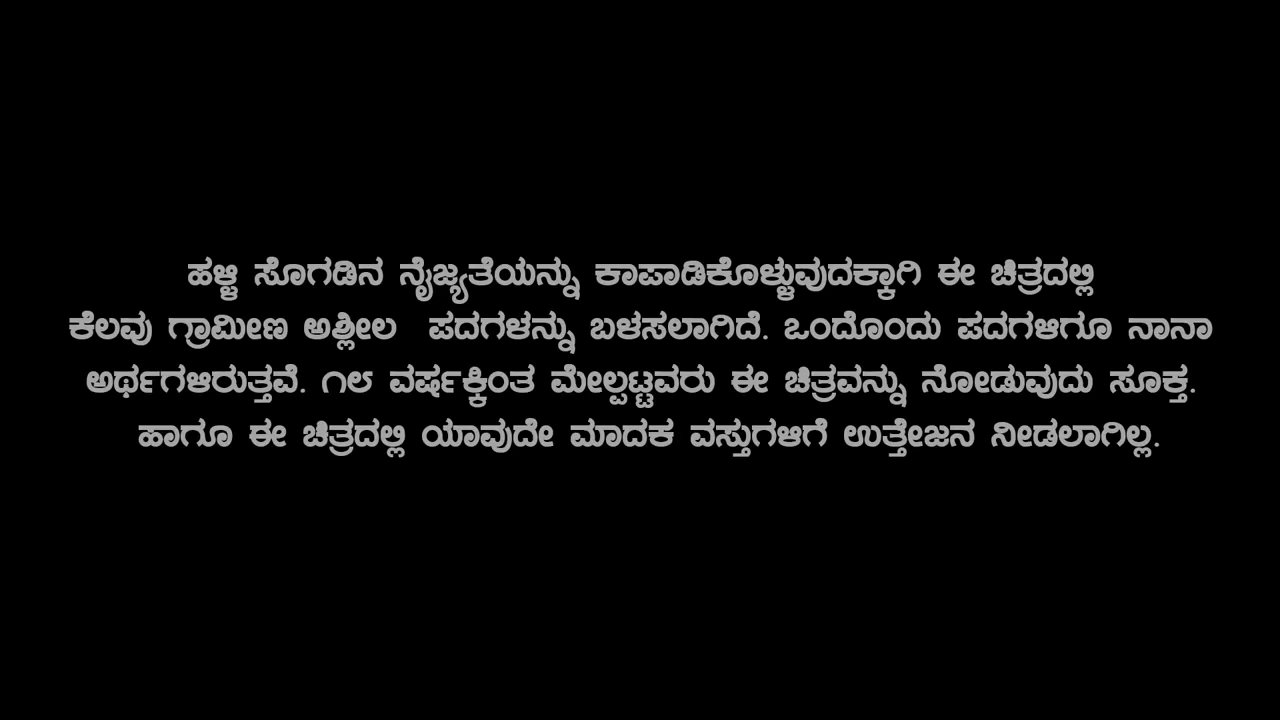 ಹಳ್ಳಿ ಸೊಗಡಿನ ನೈಜ್ಯತೆಯನ್ನು ಕಾಪಾಡಿಕೊಳ್ಳುವುದಕ್ಕಾಗಿ ಈ ಚಿತ್ರದಲ್ಲಿ
ಕೆಲವು ಗ್ರಾಮೀಣ ಅಶ್ಲೀಲ ಪದಗಳನ್ನು ಬಳಸಲಾಗಿದೆ. ಒಂದೊಂದು ಪದಗಳಿಗೂ ನಾನಾ
ಅರ್ಥಗಳಿರುತ್ತವೆ. ೧೮ ವರ್ಷಕ್ಕಿಂತ ಮೇಲ್ಪಟ್ಟವರು ಈ ಚಿತ್ರವನ್ನು ನೋಡುವುದು ಸೂಕ್ತ.
ಹಾಗೂ ಈ ಚಿತ್ರದಲ್ಲಿ ಯಾವುದೇ ಮಾದಕ ವಸ್ತುಗಳಿಗೆ ಉತ್ತೇಜನ ನೀಡಲಾಗಿಲ್ಲ.